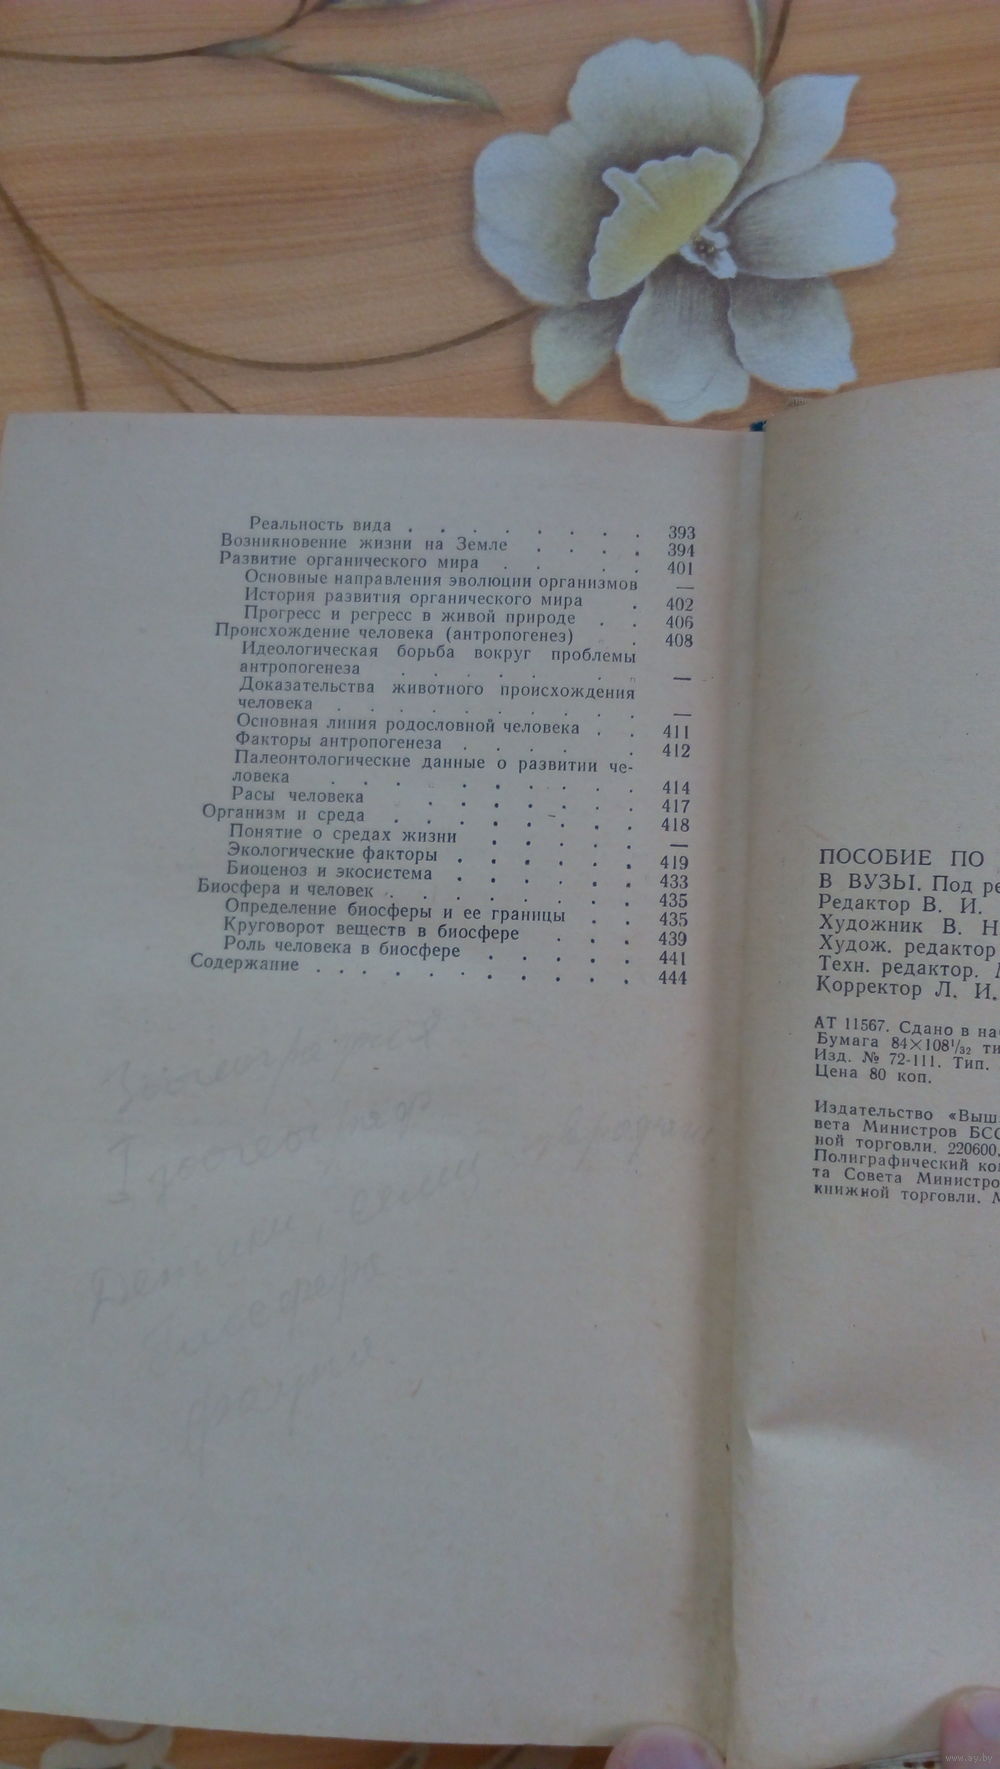 Реальность вида . . . . . . . 393
Возникновение жизни на Земле . . . . 394
Развитие органического мира . . . . 401
Основные направления эволюции организмов —
История развития органического мира . 402
Прогресс и регресс в живой природе . . 406
Происхождение человека (антропогенез) . 408
Идеологическая борьба вокруг проблемы
антропогенеза . . . . . . . —
Доказательства животного происхождения
человека . . . . . . . . . —
Основная линия родословной человека . . 411
Факторы антропогенеза . . . . . 412
Палеонтологические данные о развитии че-
ловека . . . . . . . . . 414
Расы человека . . . . . . . 417
Организм и среда . . . . . . . . 418
Понятие о средах жизни . . . . . —
Экологические факторы . . . . . . 419
Биоценоз и экосистема . . . . . . 433
Биосфера и человек . . . . . . . . 435
Определение биосферы и ее границы . . 435
Круговорот веществ в биосфере . . . 439
Роль человека в биосфере . . . . . 441
Содержание . . . . . . . . . 444
биосфера
ПОСОБИЕ ПО
В ВУЗЫ. Под ре
Редактор В. И.
Художник В. Н
Худож. редактор
Техн. редактор.
Корректор Л. И.
АТ 11567. Сдано в на
Бумага 84×108¹/₃₂ ти
Изд. № 72-111. Тип.
Цена 80 коп.
Издательство «Выш
вета Министров БСС
ной торговли. 220600.
Полиграфический ко
та Совета Министро
книжной торговли. М
www.ay.by